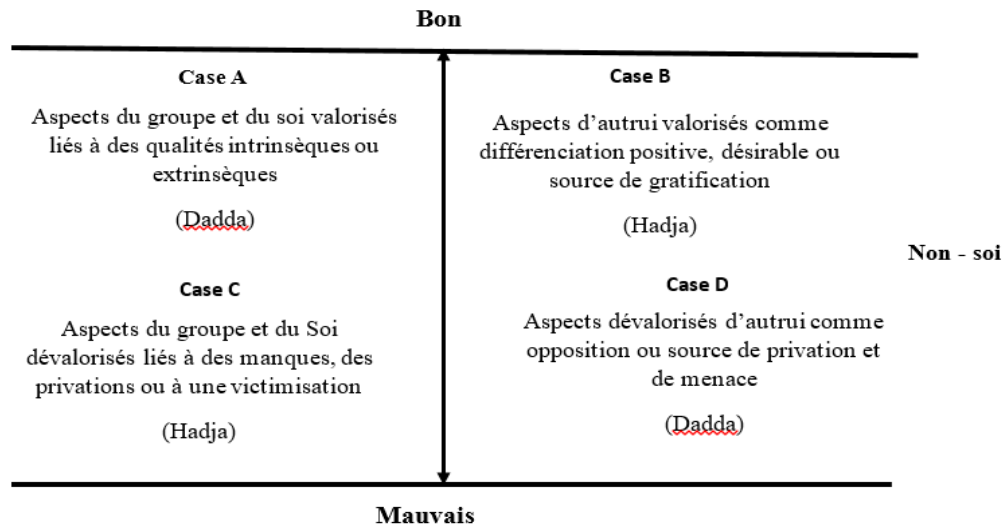 Bon
Case A
Aspects du groupe et du soi valorisés
liés à des qualités intrinsèques ou
extrinsèques
(Dadda)
Case B
Aspects d'autrui valorisés comme
différenciation positive, désirable ou
source de gratification
(Hadja)
Non - soi
Case C
Aspects du groupe et du Soi
dévalorisés liés à des manques, des
privations ou à une victimisation
(Hadja)
Case D
Aspects dévalorisés d'autrui comme
opposition ou source de privation et
de menace
(Dadda)
Mauvais